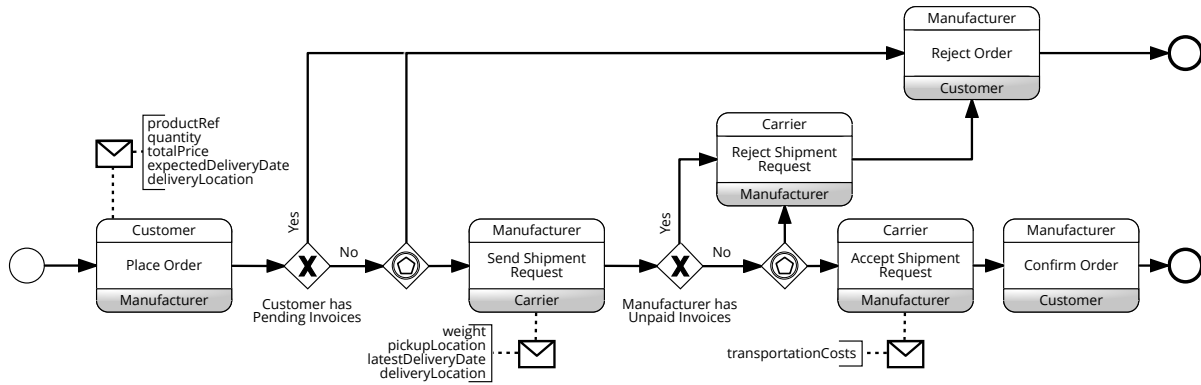 Manufacturer
Reject Order
Customer
Carrier
Reject Shipment
Request
Manufacturer
productRef
quantity
totalPrice
expectedDeliveryDate
deliveryLocation
Customer
Place Order
Manufacturer
Yes
No
Customer has
Pending Invoices
Manufacturer
Send Shipment
Request
Carrier
Yes
No
Manufacturer has
Unpaid Invoices
Carrier
Accept Shipment
Request
Manufacturer
Manufacturer
Confirm Order
Customer
weight
pickupLocation
latestDeliveryDate
deliveryLocation
transportationCosts